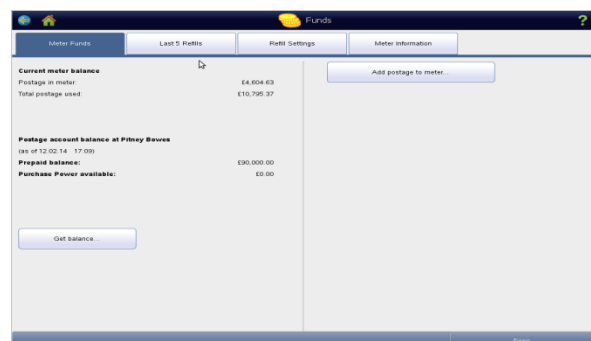 Funds
?
Meter Funds
Last 5 Refills
Refill Settings
Meter Information
Current meter balance
Postage in meter £4,604.63
Total postage used £10,795.37
Postage account balance at Pitney Bowes
(as of 12.02.14 17:09)
Prepaid balance: £90,000.00
Purchase Power available: £0.00
Get balance...
Add postage to meter...
Done